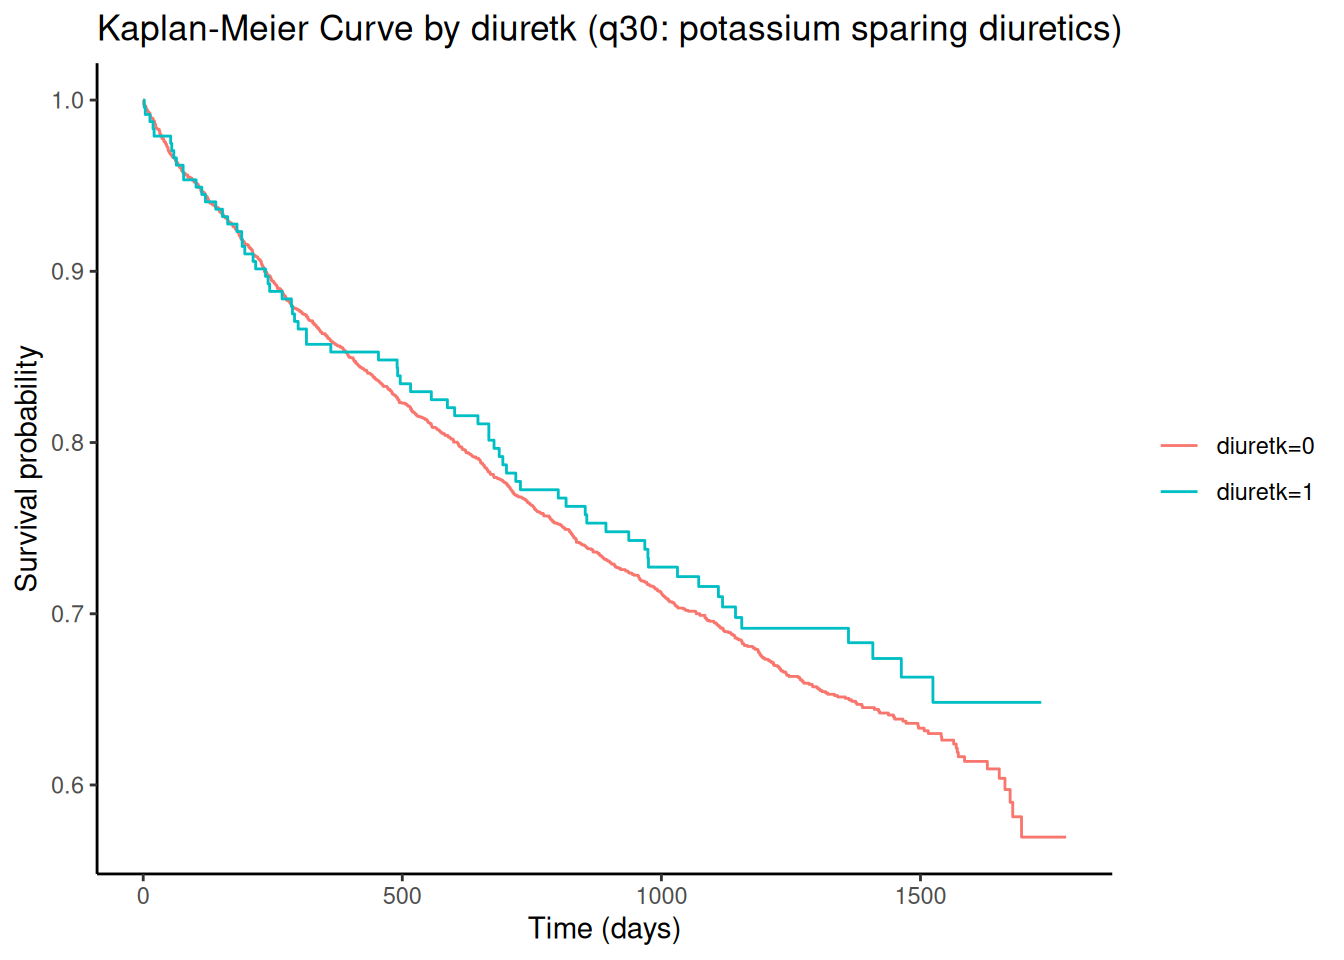 Kaplan-Meier Curve by diuretk (q30: potassium sparing diuretics)
1.0
0.9
0.8
0.7
0.6
Survival probability
0
500
1000
1500
Time (days)
diuretk=0
diuretk=1